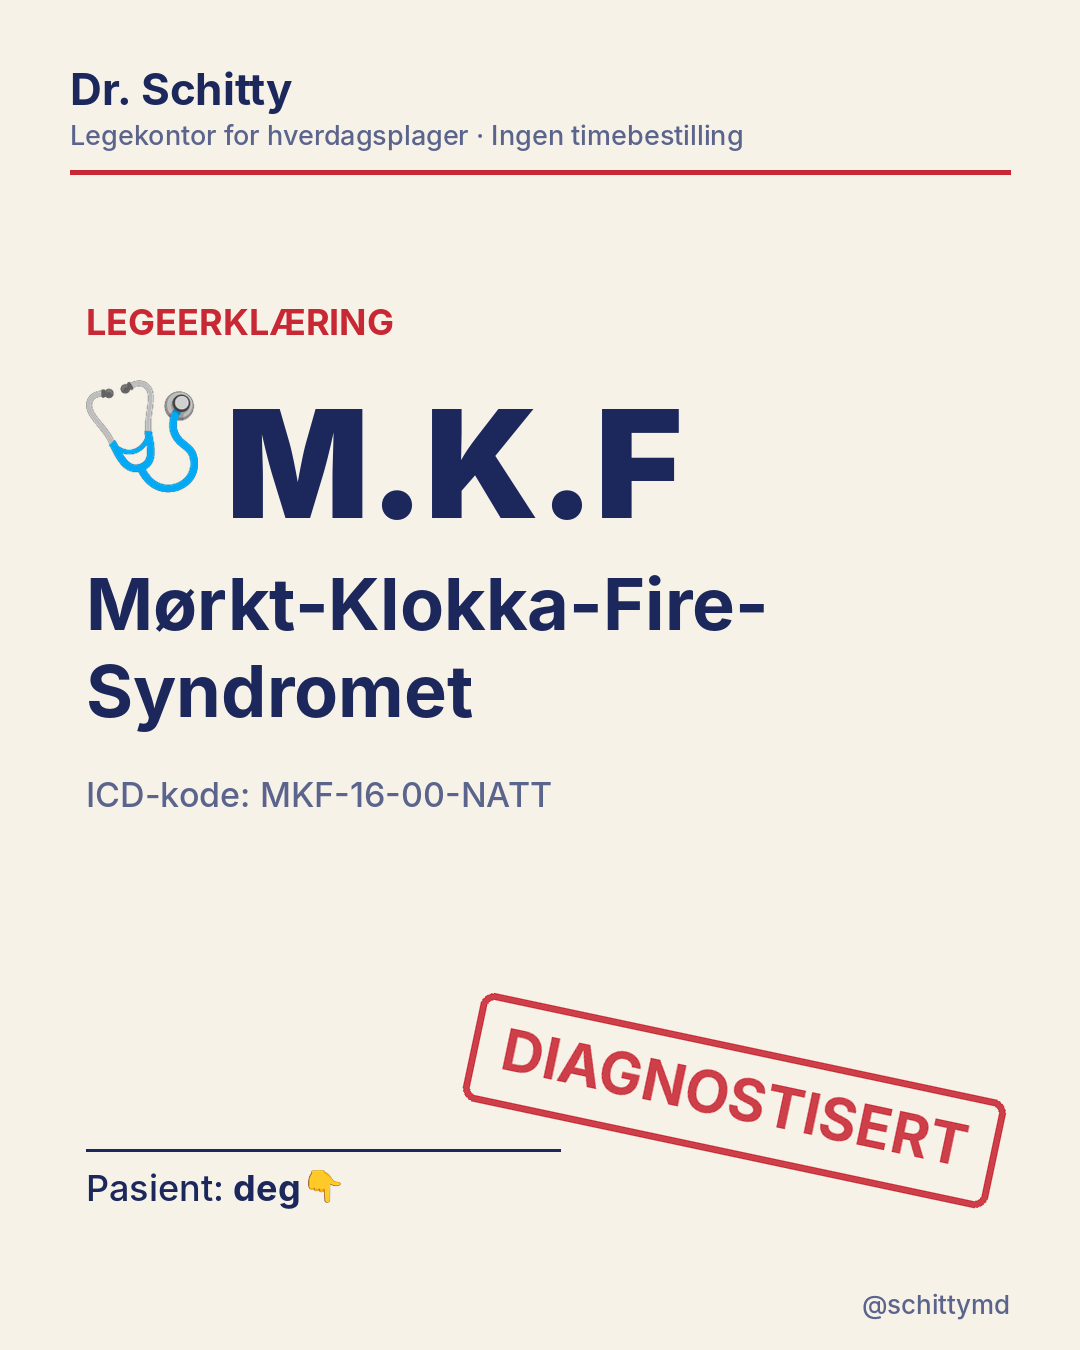 Dr. Schitty
Legekontor for hverdagsplager · Ingen timebestilling
LEGEERKLÆRING
M.K.F
Mørkt-Klokka-Fire-
Syndromet
ICD-kode: MKF-16-00-NATT
DIAGNOSTISERT
Pasient: deg👇
@schittymd